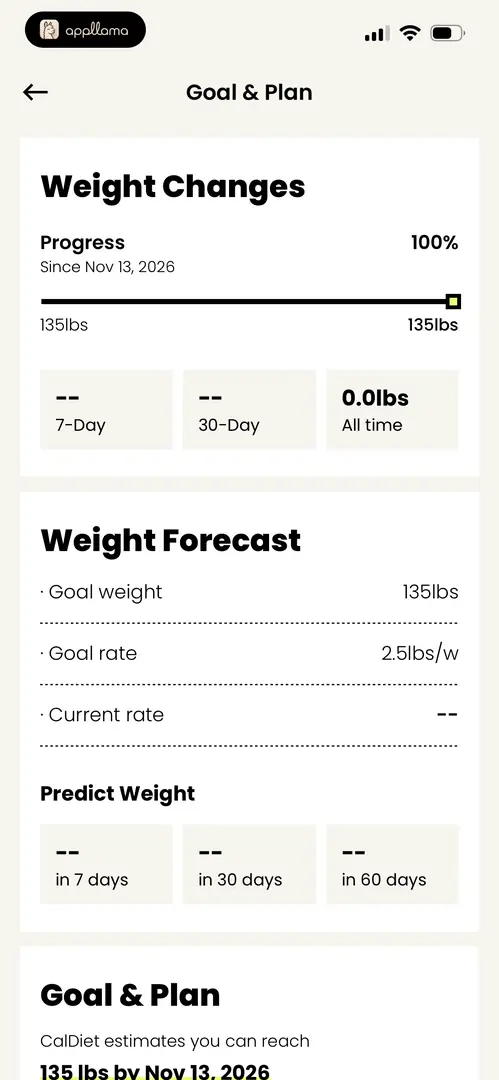 appllama
Goal & Plan
Weight Changes
Progress 100%
Since Nov 13, 2026
135lbs 135lbs
-- -- 0.0lbs
7-Day 30-Day All time
Weight Forecast
· Goal weight 135lbs
· Goal rate 2.5lbs/w
· Current rate --
Predict Weight
-- -- --
in 7 days in 30 days in 60 days
Goal & Plan
CalDiet estimates you can reach
135 lbs by Nov 13, 2026